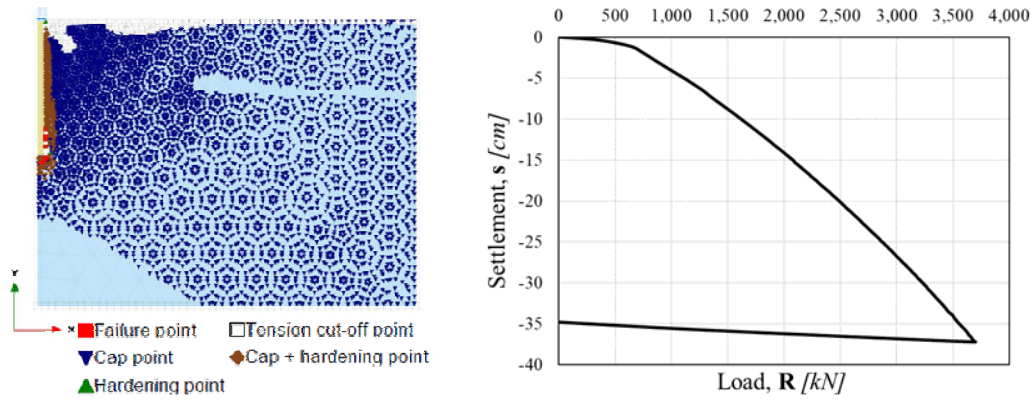 Y
x
Failure point
Tension cut-off point
Cap point
Cap + hardening point
Hardening point
0 500 1,000 1,500 2,000 2,500 3,000 3,500 4,000
0
-5
-10
-15
-20
-25
-30
-35
-40
Settlement, s [cm]
Load, R [kN]